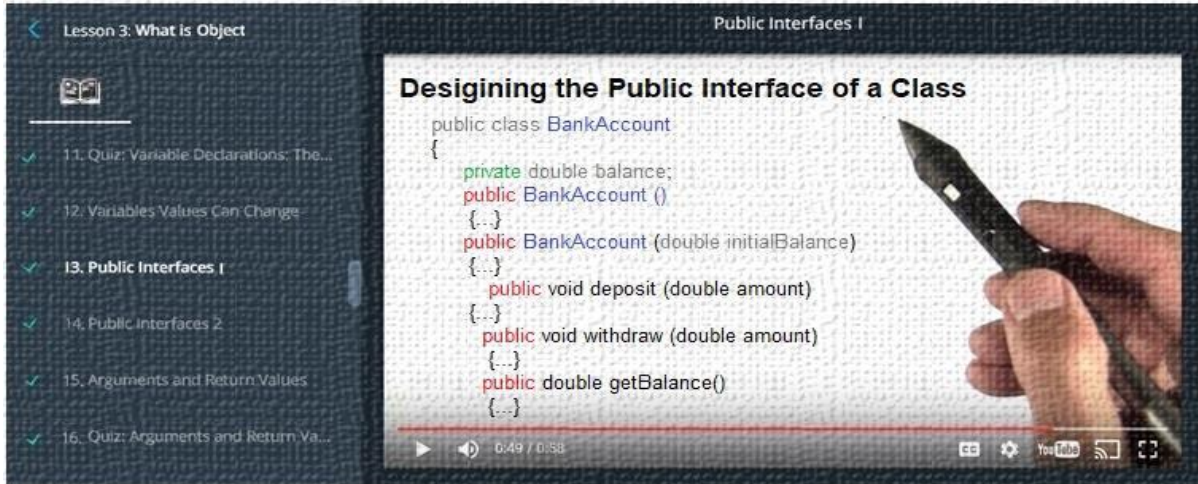 Lesson 3: What is Object
11. Quiz: Variable Declarations: The...
12. Variables Values Can Change
13. Public Interfaces I
14. Public Interfaces 2
15. Arguments and Return Values
16. Quiz: Arguments and Return Va...
Public Interfaces I
Desigining the Public Interface of a Class
public class BankAccount
{
private double balance;
public BankAccount ()
{...}
public BankAccount (double initialBalance)
{...}
public void deposit (double amount)
{...}
public void withdraw (double amount)
{...}
public double getBalance()
{...}
0:49 / 0:58
CC
YouTube